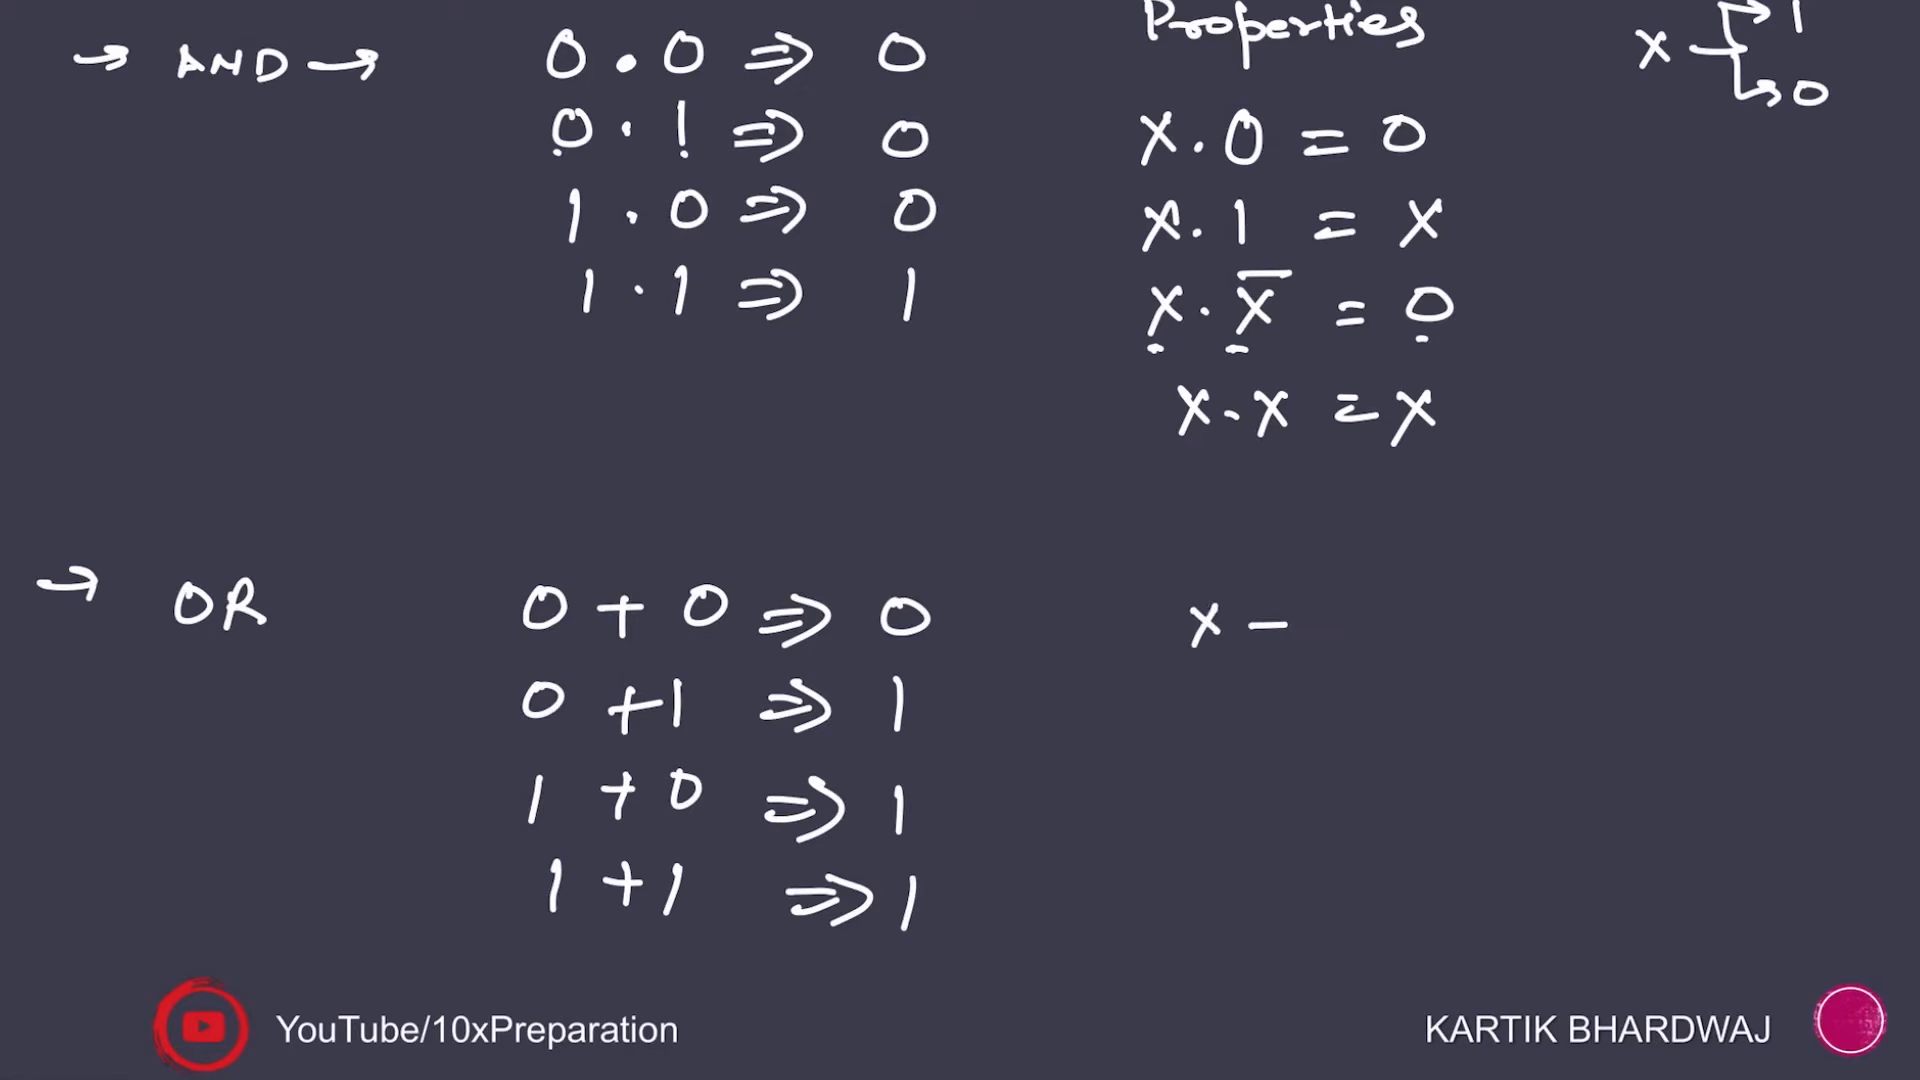 → AND → 0 . 0 ⇒ 0
0 . 1 ⇒ 0
1 . 0 ⇒ 0
1 . 1 ⇒ 1
Properties
x . 0 = 0
x . 1 = x
x . x̅ = 0
x . x = x
x → 1
→ 0
→ OR 0 + 0 ⇒ 0
0 + 1 ⇒ 1
1 + 0 ⇒ 1
1 + 1 ⇒ 1
x –
YouTube/10xPreparation
KARTIK BHARDWAJ